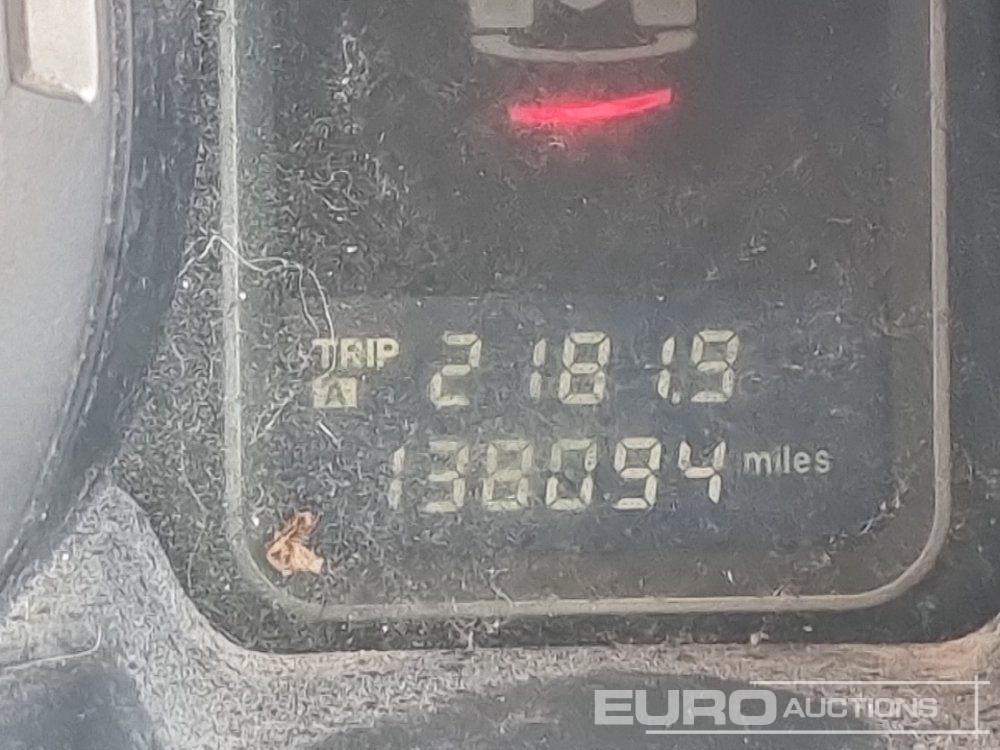 TRIP 2181.9
A
138094 miles
EURO AUCTIONS